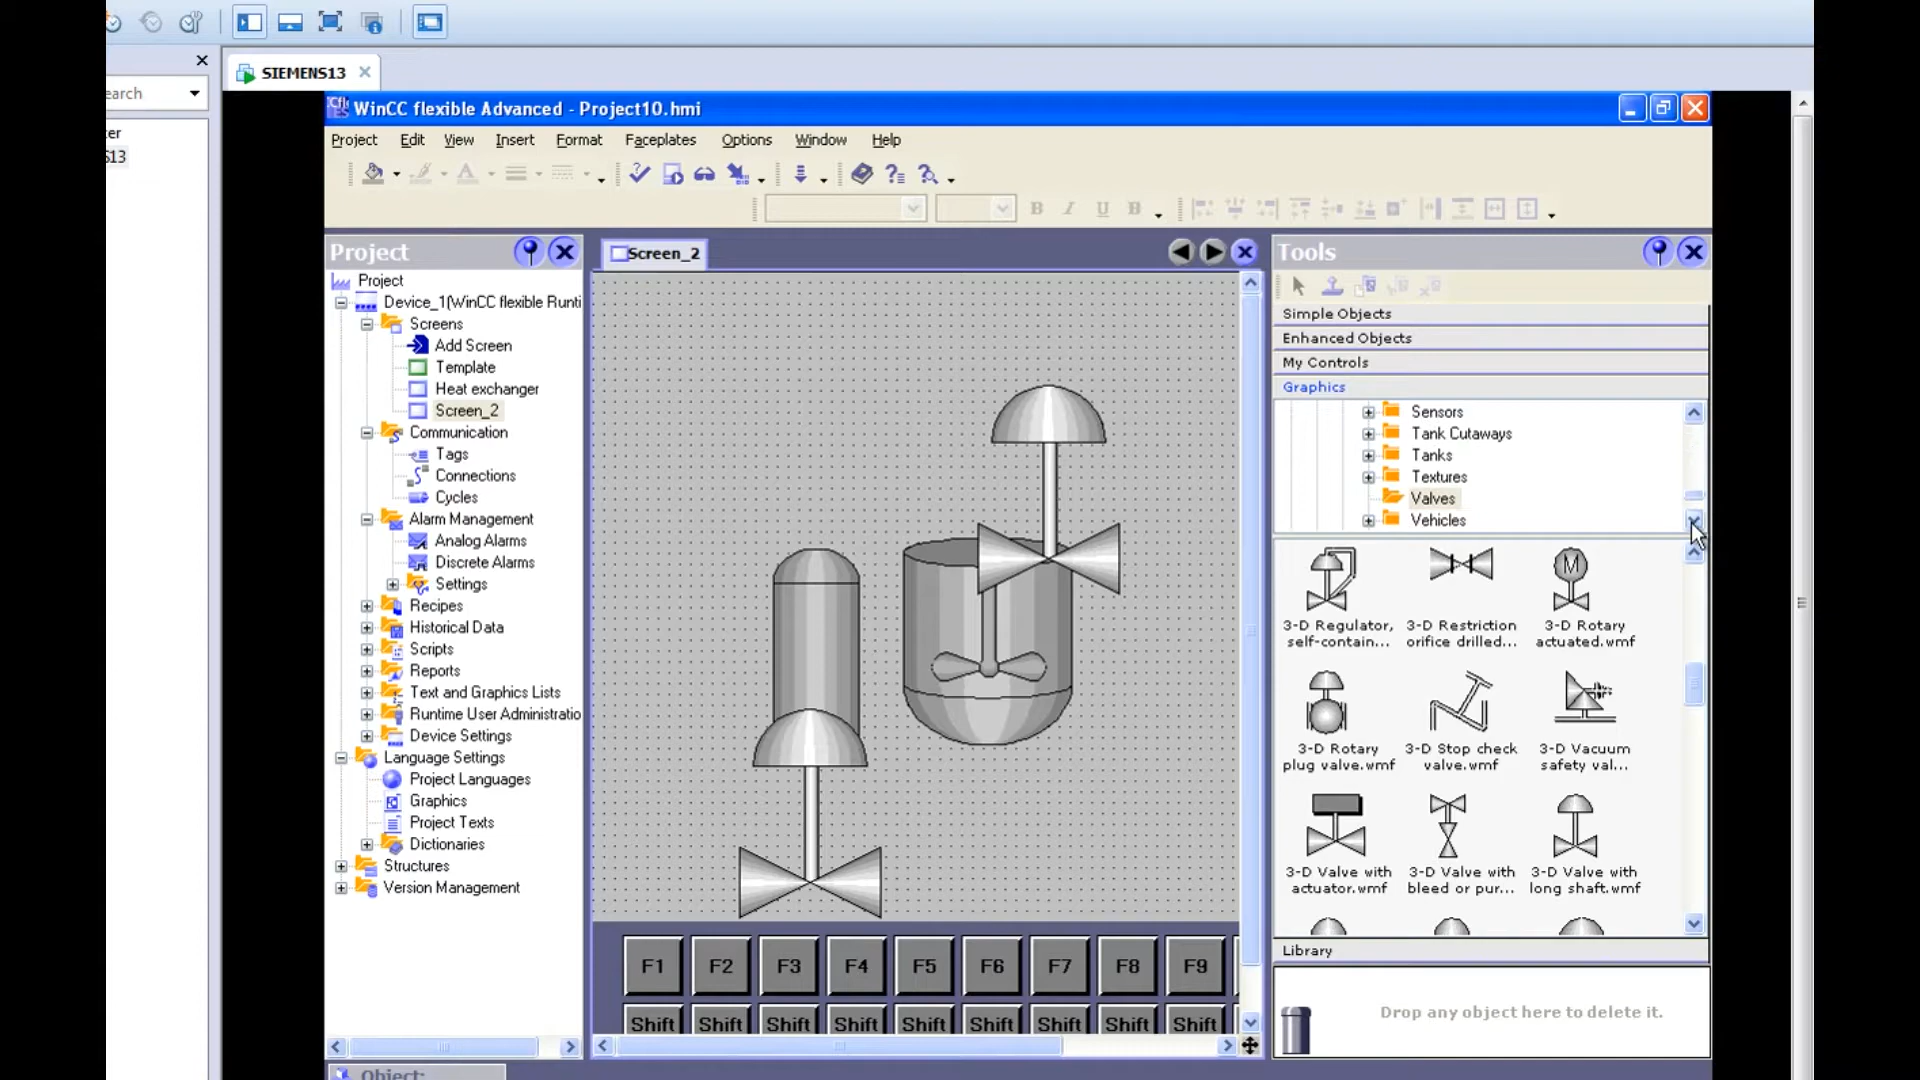 SIEMENS13
earch
ter
S13
WinCC flexible Advanced - Project10.hmi
Project Edit View Insert Format Faceplates Options Window Help
B I U B
Project
Project
Device_1(WinCC flexible Runti
Screens
Add Screen
Template
Heat exchanger
Screen_2
Communication
Tags
Connections
Cycles
Alarm Management
Analog Alarms
Discrete Alarms
Settings
Recipes
Historical Data
Scripts
Reports
Text and Graphics Lists
Runtime User Administratio
Device Settings
Language Settings
Project Languages
Graphics
Project Texts
Dictionaries
Structures
Version Management
Screen_2
F1 F2 F3 F4 F5 F6 F7 F8 F9
Shift Shift Shift Shift Shift Shift Shift Shift Shift
Tools
Simple Objects
Enhanced Objects
My Controls
Graphics
Sensors
Tank Cutaways
Tanks
Textures
Valves
Vehicles
M
3-D Regulator, 3-D Restriction 3-D Rotary
self-contain... orifice drilled... actuated.wmf
3-D Rotary 3-D Stop check 3-D Vacuum
plug valve.wmf valve.wmf safety val...
3-D Valve with 3-D Valve with 3-D Valve with
actuator.wmf bleed or pur... long shaft.wmf
Library
Drop any object here to delete it.
Object: